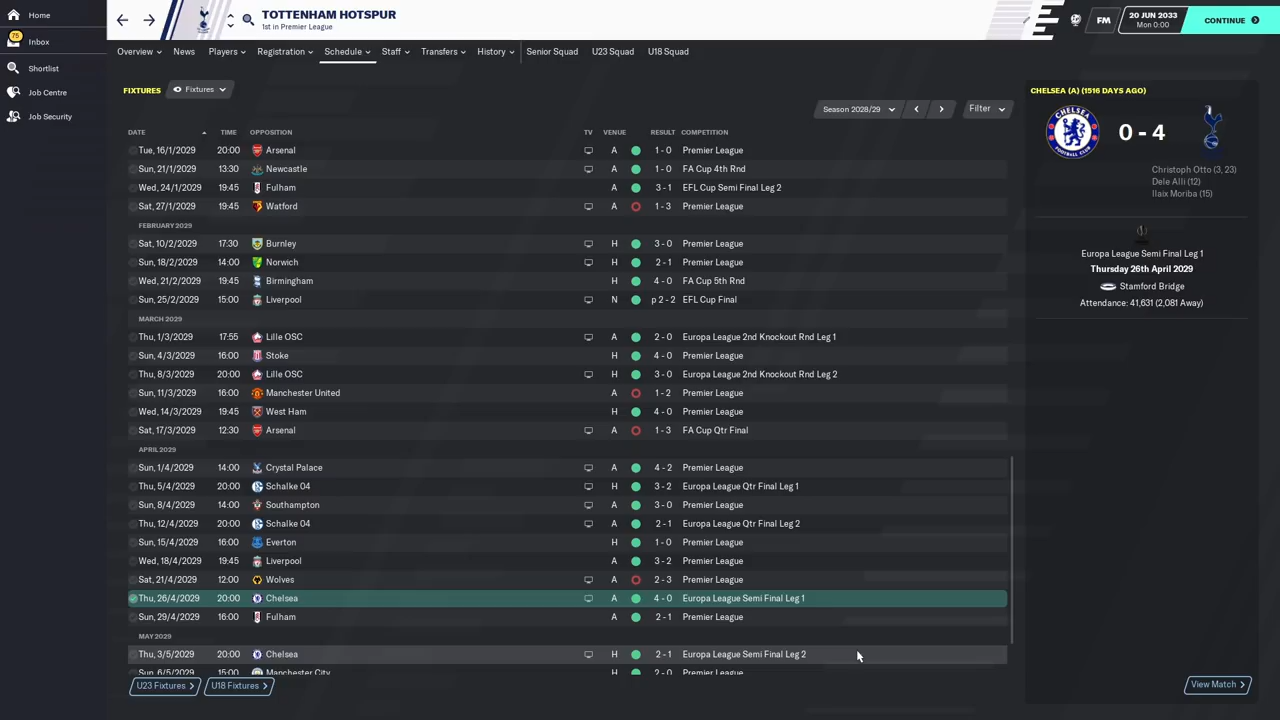 Home
75
Inbox
Shortlist
Job Centre
Job Security
TOTTENHAM HOTSPUR
1st in Premier League
FM
20 JUN 2033
Mon 0:00
CONTINUE
Overview News Players Registration Schedule Staff Transfers History Senior Squad U23 Squad U18 Squad
FIXTURES Fixtures
Season 2028/29 Filter
DATE TIME OPPOSITION TV VENUE RESULT COMPETITION
Tue, 16/1/2029 20:00 Arsenal A 1 - 0 Premier League
Sun, 21/1/2029 13:30 Newcastle A 1 - 0 FA Cup 4th Rnd
Wed, 24/1/2029 19:45 Fulham A 3 - 1 EFL Cup Semi Final Leg 2
Sat, 27/1/2029 19:45 Watford A 1 - 3 Premier League
FEBRUARY 2029
Sat, 10/2/2029 17:30 Burnley H 3 - 0 Premier League
Sun, 18/2/2029 14:00 Norwich H 2 - 1 Premier League
Wed, 21/2/2029 19:45 Birmingham H 4 - 0 FA Cup 5th Rnd
Sun, 25/2/2029 15:00 Liverpool N p 2 - 2 EFL Cup Final
MARCH 2029
Thu, 1/3/2029 17:55 Lille OSC A 2 - 0 Europa League 2nd Knockout Rnd Leg 1
Sun, 4/3/2029 16:00 Stoke H 4 - 0 Premier League
Thu, 8/3/2029 20:00 Lille OSC H 3 - 0 Europa League 2nd Knockout Rnd Leg 2
Sun, 11/3/2029 16:00 Manchester United A 1 - 2 Premier League
Wed, 14/3/2029 19:45 West Ham H 4 - 0 Premier League
Sat, 17/3/2029 12:30 Arsenal A 1 - 3 FA Cup Qtr Final
APRIL 2029
Sun, 1/4/2029 14:00 Crystal Palace A 4 - 2 Premier League
Thu, 5/4/2029 20:00 Schalke 04 H 3 - 2 Europa League Qtr Final Leg 1
Sun, 8/4/2029 14:00 Southampton A 3 - 0 Premier League
Thu, 12/4/2029 20:00 Schalke 04 A 2 - 1 Europa League Qtr Final Leg 2
Sun, 15/4/2029 16:00 Everton H 1 - 0 Premier League
Wed, 18/4/2029 19:45 Liverpool A 3 - 2 Premier League
Sat, 21/4/2029 12:00 Wolves A 2 - 3 Premier League
Thu, 26/4/2029 20:00 Chelsea A 4 - 0 Europa League Semi Final Leg 1
Sun, 29/4/2029 16:00 Fulham A 2 - 1 Premier League
MAY 2029
Thu, 3/5/2029 20:00 Chelsea H 2 - 1 Europa League Semi Final Leg 2
Sun, 6/5/2029 15:00 Manchester City H 2 - 0 Premier League
U23 Fixtures U18 Fixtures
CHELSEA (A) (1516 DAYS AGO)
0 - 4
Christoph Otto (3, 23)
Dele Alli (12)
Ilaix Moriba (15)
Europa League Semi Final Leg 1
Thursday 26th April 2029
Stamford Bridge
Attendance: 41,631 (2,081 Away)
View Match